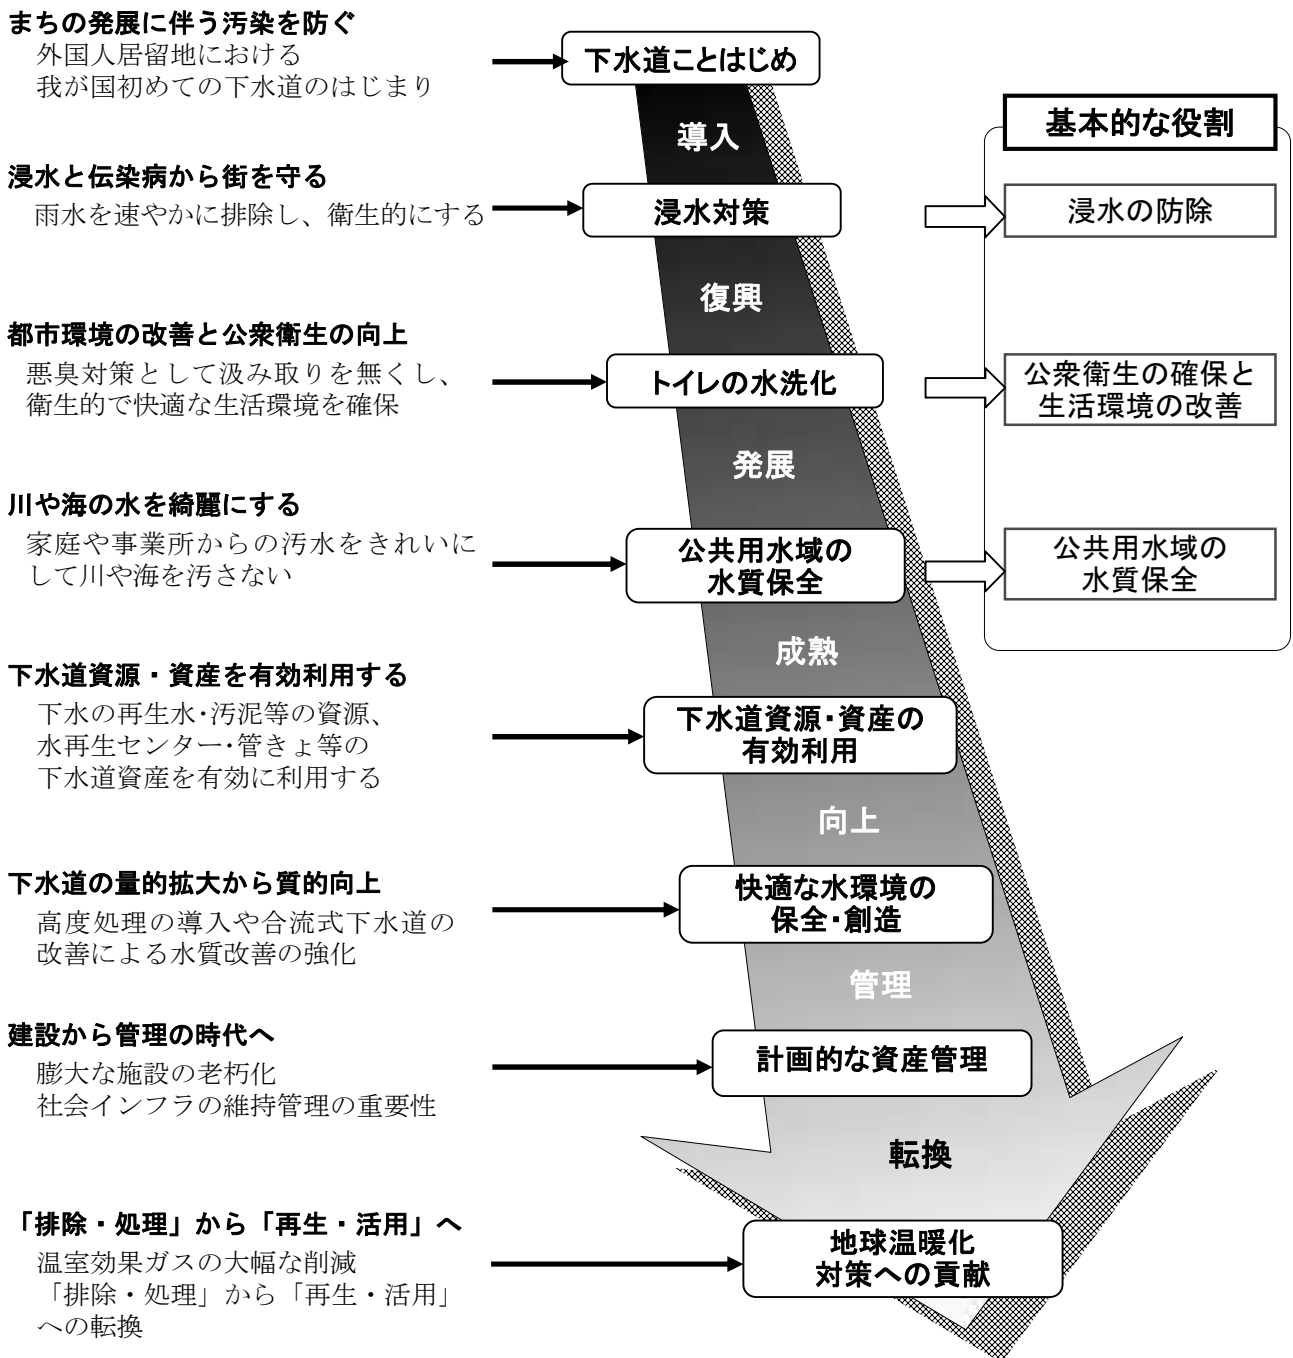 まちの発展に伴う汚染を防ぐ
外国人居留地における
我が国初めての下水道のはじまり
下水道ことはじめ
導入
基本的な役割
浸水と伝染病から街を守る
雨水を速やかに排除し、衛生的にする
浸水対策
浸水の防除
復興
都市環境の改善と公衆衛生の向上
悪臭対策として汲み取りを無くし、
衛生的で快適な生活環境を確保
トイレの水洗化
公衆衛生の確保と
生活環境の改善
発展
川や海の水を綺麗にする
家庭や事業所からの汚水をきれいに
して川や海を汚さない
公共用水域の
水質保全
公共用水域の
水質保全
成熟
下水道資源・資産を有効利用する
下水の再生水・汚泥等の資源、
水再生センター・管きょ等の
下水道資産を有効に利用する
下水道資源・資産の
有効利用
向上
下水道の量的拡大から質的向上
高度処理の導入や合流式下水道の
改善による水質改善の強化
快適な水環境の
保全・創造
管理
建設から管理の時代へ
膨大な施設の老朽化
社会インフラの維持管理の重要性
計画的な資産管理
転換
「排除・処理」から「再生・活用」へ
温室効果ガスの大幅な削減
「排除・処理」から「再生・活用」
への転換
地球温暖化
対策への貢献